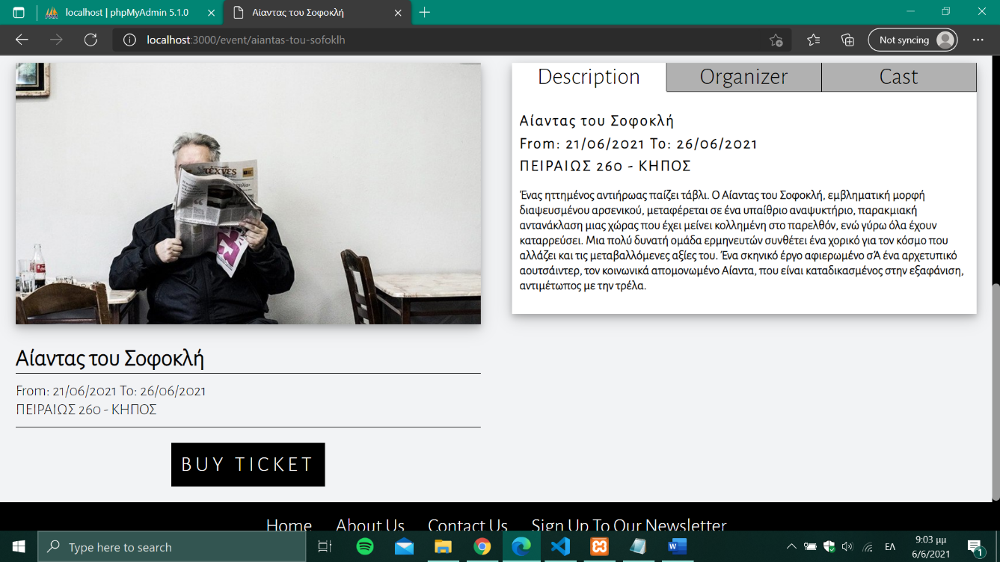 localhost | phpMyAdmin 5.1.0
Αίαντας του Σοφοκλή
localhost:3000/event/aiantas-tou-sofoklh
Not syncing
ΤΕΧΝΕΣ
Description
Organizer
Cast
Αίαντας του Σοφοκλή
From: 21/06/2021 To: 26/06/2021
ΠΕΙΡΑΙΩΣ 260 - ΚΗΠΟΣ
Ένας ηττημένος αντιήρωας παίζει τάβλι. Ο Αίαντας του Σοφοκλή, εμβληματική μορφή
διαψευσμένου αρσενικού, μεταφέρεται σε ένα υπαίθριο αναψυκτήριο, παρακμιακή
αντανάκλαση μιας χώρας που έχει μείνει κολλημένη στο παρελθόν, ενώ γύρω όλα έχουν
καταρρεύσει. Μια πολύ δυνατή ομάδα ερμηνευτών συνθέτει ένα χορικό για τον κόσμο που
αλλάζει και τις μεταβαλλόμενες αξίες του. Ένα σκηνικό έργο αφιερωμένο σΆ ένα αρχετυπικό
αουτσάιντερ, τον κοινωνικά απομονωμένο Αίαντα, που είναι καταδικασμένος στην εξαφάνιση,
αντιμέτωπος με την τρέλα.
Αίαντας του Σοφοκλή
From: 21/06/2021 To: 26/06/2021
ΠΕΙΡΑΙΩΣ 260 - ΚΗΠΟΣ
BUY TICKET
Home
About Us
Contact Us
Sign Up To Our Newsletter
Type here to search
ΕΛ
9:03 μμ
6/6/2021
1